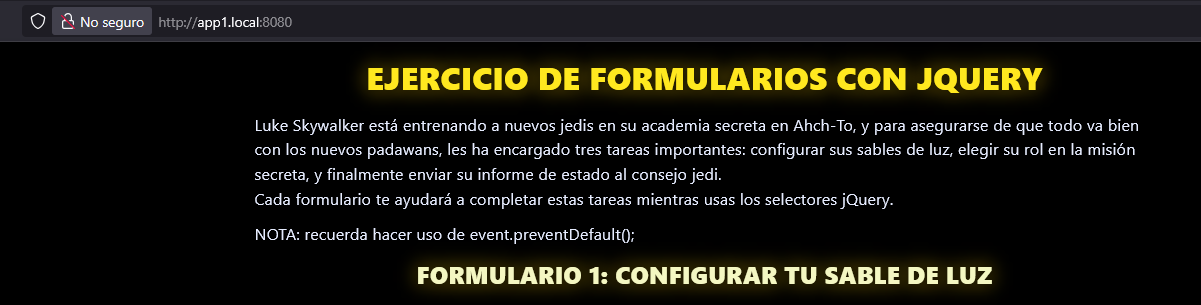 No seguro http://app1.local:8080
EJERCICIO DE FORMULARIOS CON JQUERY
Luke Skywalker está entrenando a nuevos jedis en su academia secreta en Ahch-To, y para asegurarse de que todo va bien
con los nuevos padawans, les ha encargado tres tareas importantes: configurar sus sables de luz, elegir su rol en la misión
secreta, y finalmente enviar su informe de estado al consejo jedi.
Cada formulario te ayudará a completar estas tareas mientras usas los selectores jQuery.
NOTA: recuerda hacer uso de event.preventDefault();
FORMULARIO 1: CONFIGURAR TU SABLE DE LUZ